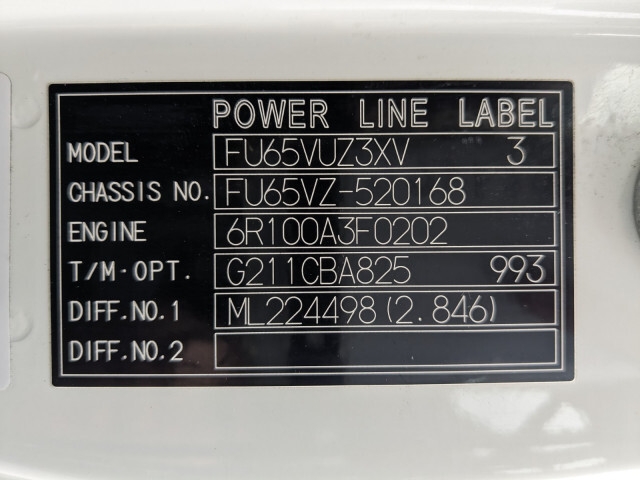 POWER LINE LABEL
MODEL FU65VUZ3XV 3
CHASSIS NO. FU65VZ-520168
ENGINE 6R100A3F0202
T/M·OPT. G211CBA825 993
DIFF.NO.1 ML224498(2.846)
DIFF.NO.2